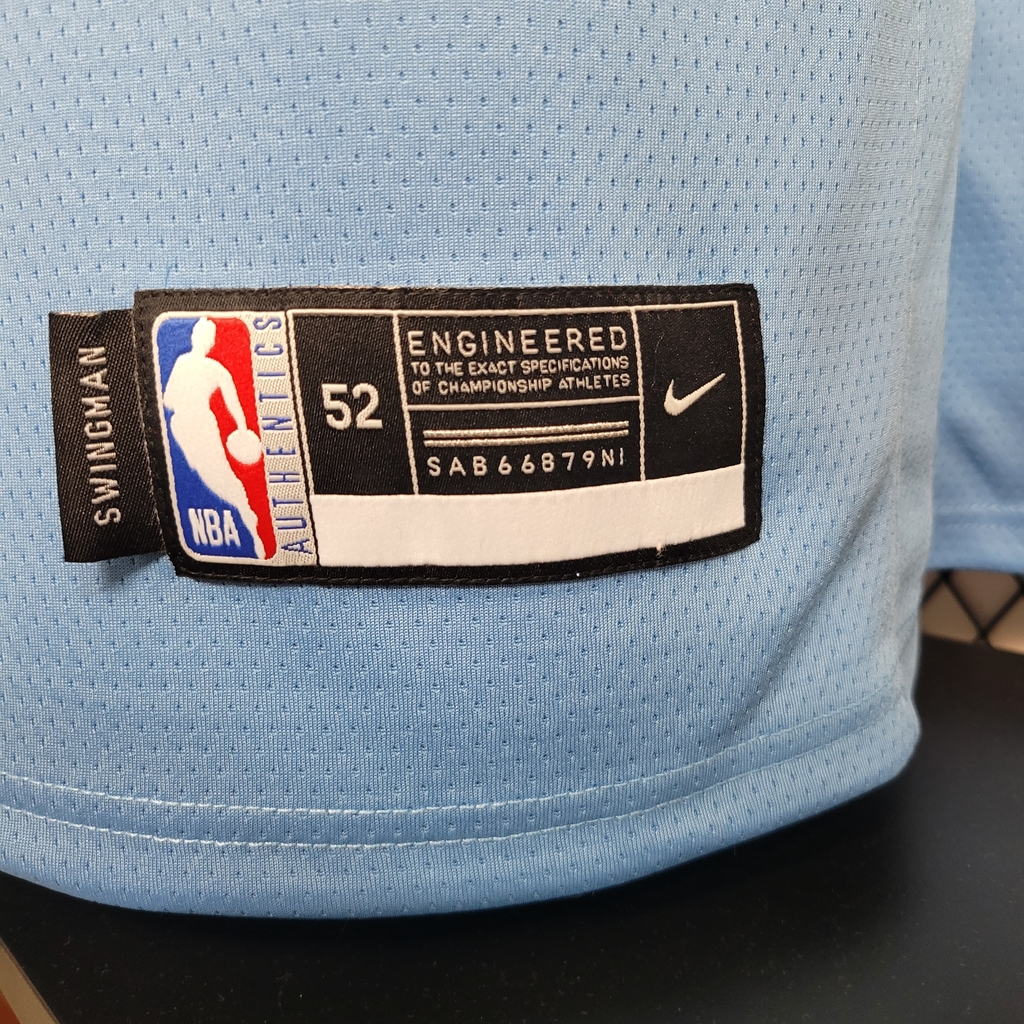 SWINGMAN
NBA
AUTHENTICS
52
ENGINEERED
TO THE EXACT SPECIFICATIONS
OF CHAMPIONSHIP ATHLETES
SAB66879NI